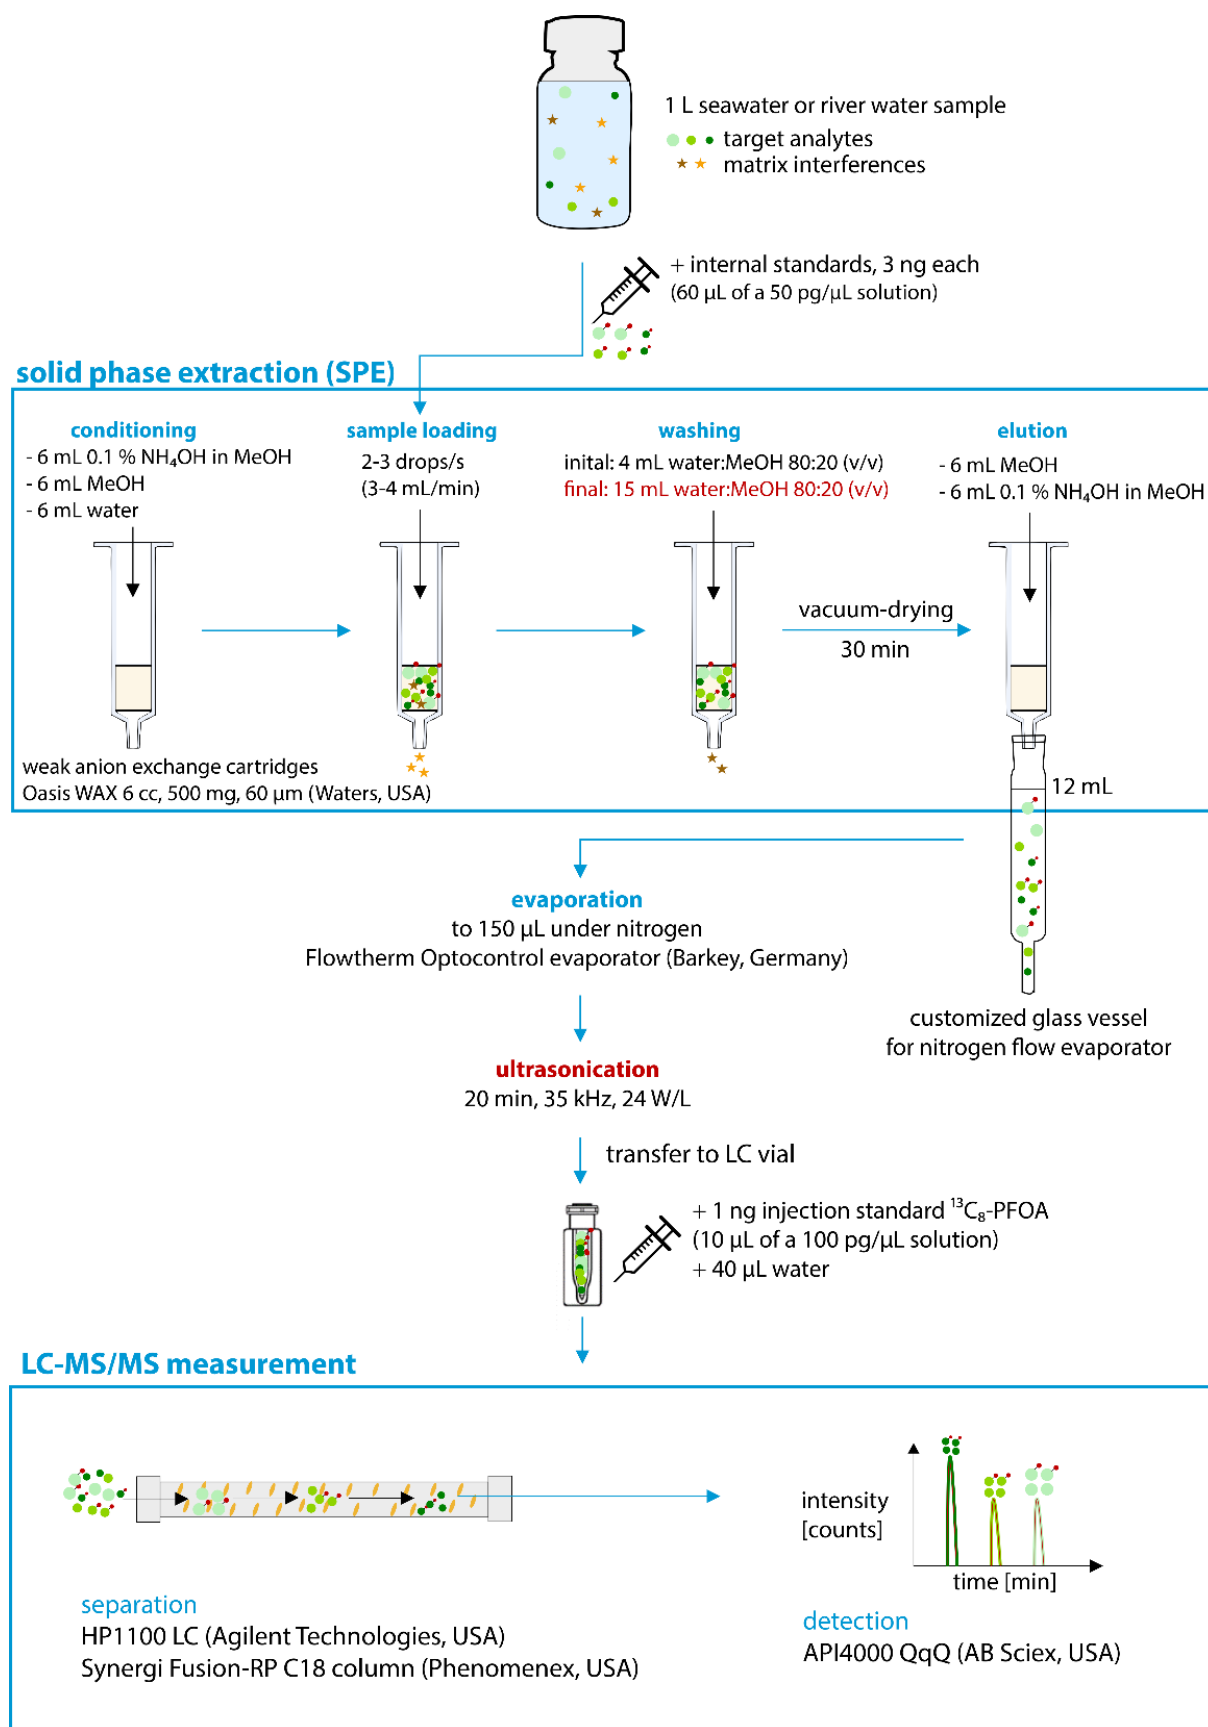 1 L seawater or river water sample
target analytes
matrix interferences
+ internal standards, 3 ng each
(60 µL of a 50 pg/µL solution)
solid phase extraction (SPE)
conditioning
- 6 mL 0.1 % NH₄OH in MeOH
- 6 mL MeOH
- 6 mL water
sample loading
2-3 drops/s
(3-4 mL/min)
washing
inital: 4 mL water:MeOH 80:20 (v/v)
final: 15 mL water:MeOH 80:20 (v/v)
elution
- 6 mL MeOH
- 6 mL 0.1 % NH₄OH in MeOH
vacuum-drying
30 min
weak anion exchange cartridges
Oasis WAX 6 cc, 500 mg, 60 µm (Waters, USA)
12 mL
evaporation
to 150 µL under nitrogen
Flowtherm Optocontrol evaporator (Barkey, Germany)
customized glass vessel
for nitrogen flow evaporator
ultrasonication
20 min, 35 kHz, 24 W/L
transfer to LC vial
+ 1 ng injection standard ¹³C₈-PFOA
(10 µL of a 100 pg/µL solution)
+ 40 µL water
LC-MS/MS measurement
intensity
[counts]
time [min]
separation
HP1100 LC (Agilent Technologies, USA)
Synergi Fusion-RP C18 column (Phenomenex, USA)
detection
API4000 QqQ (AB Sciex, USA)